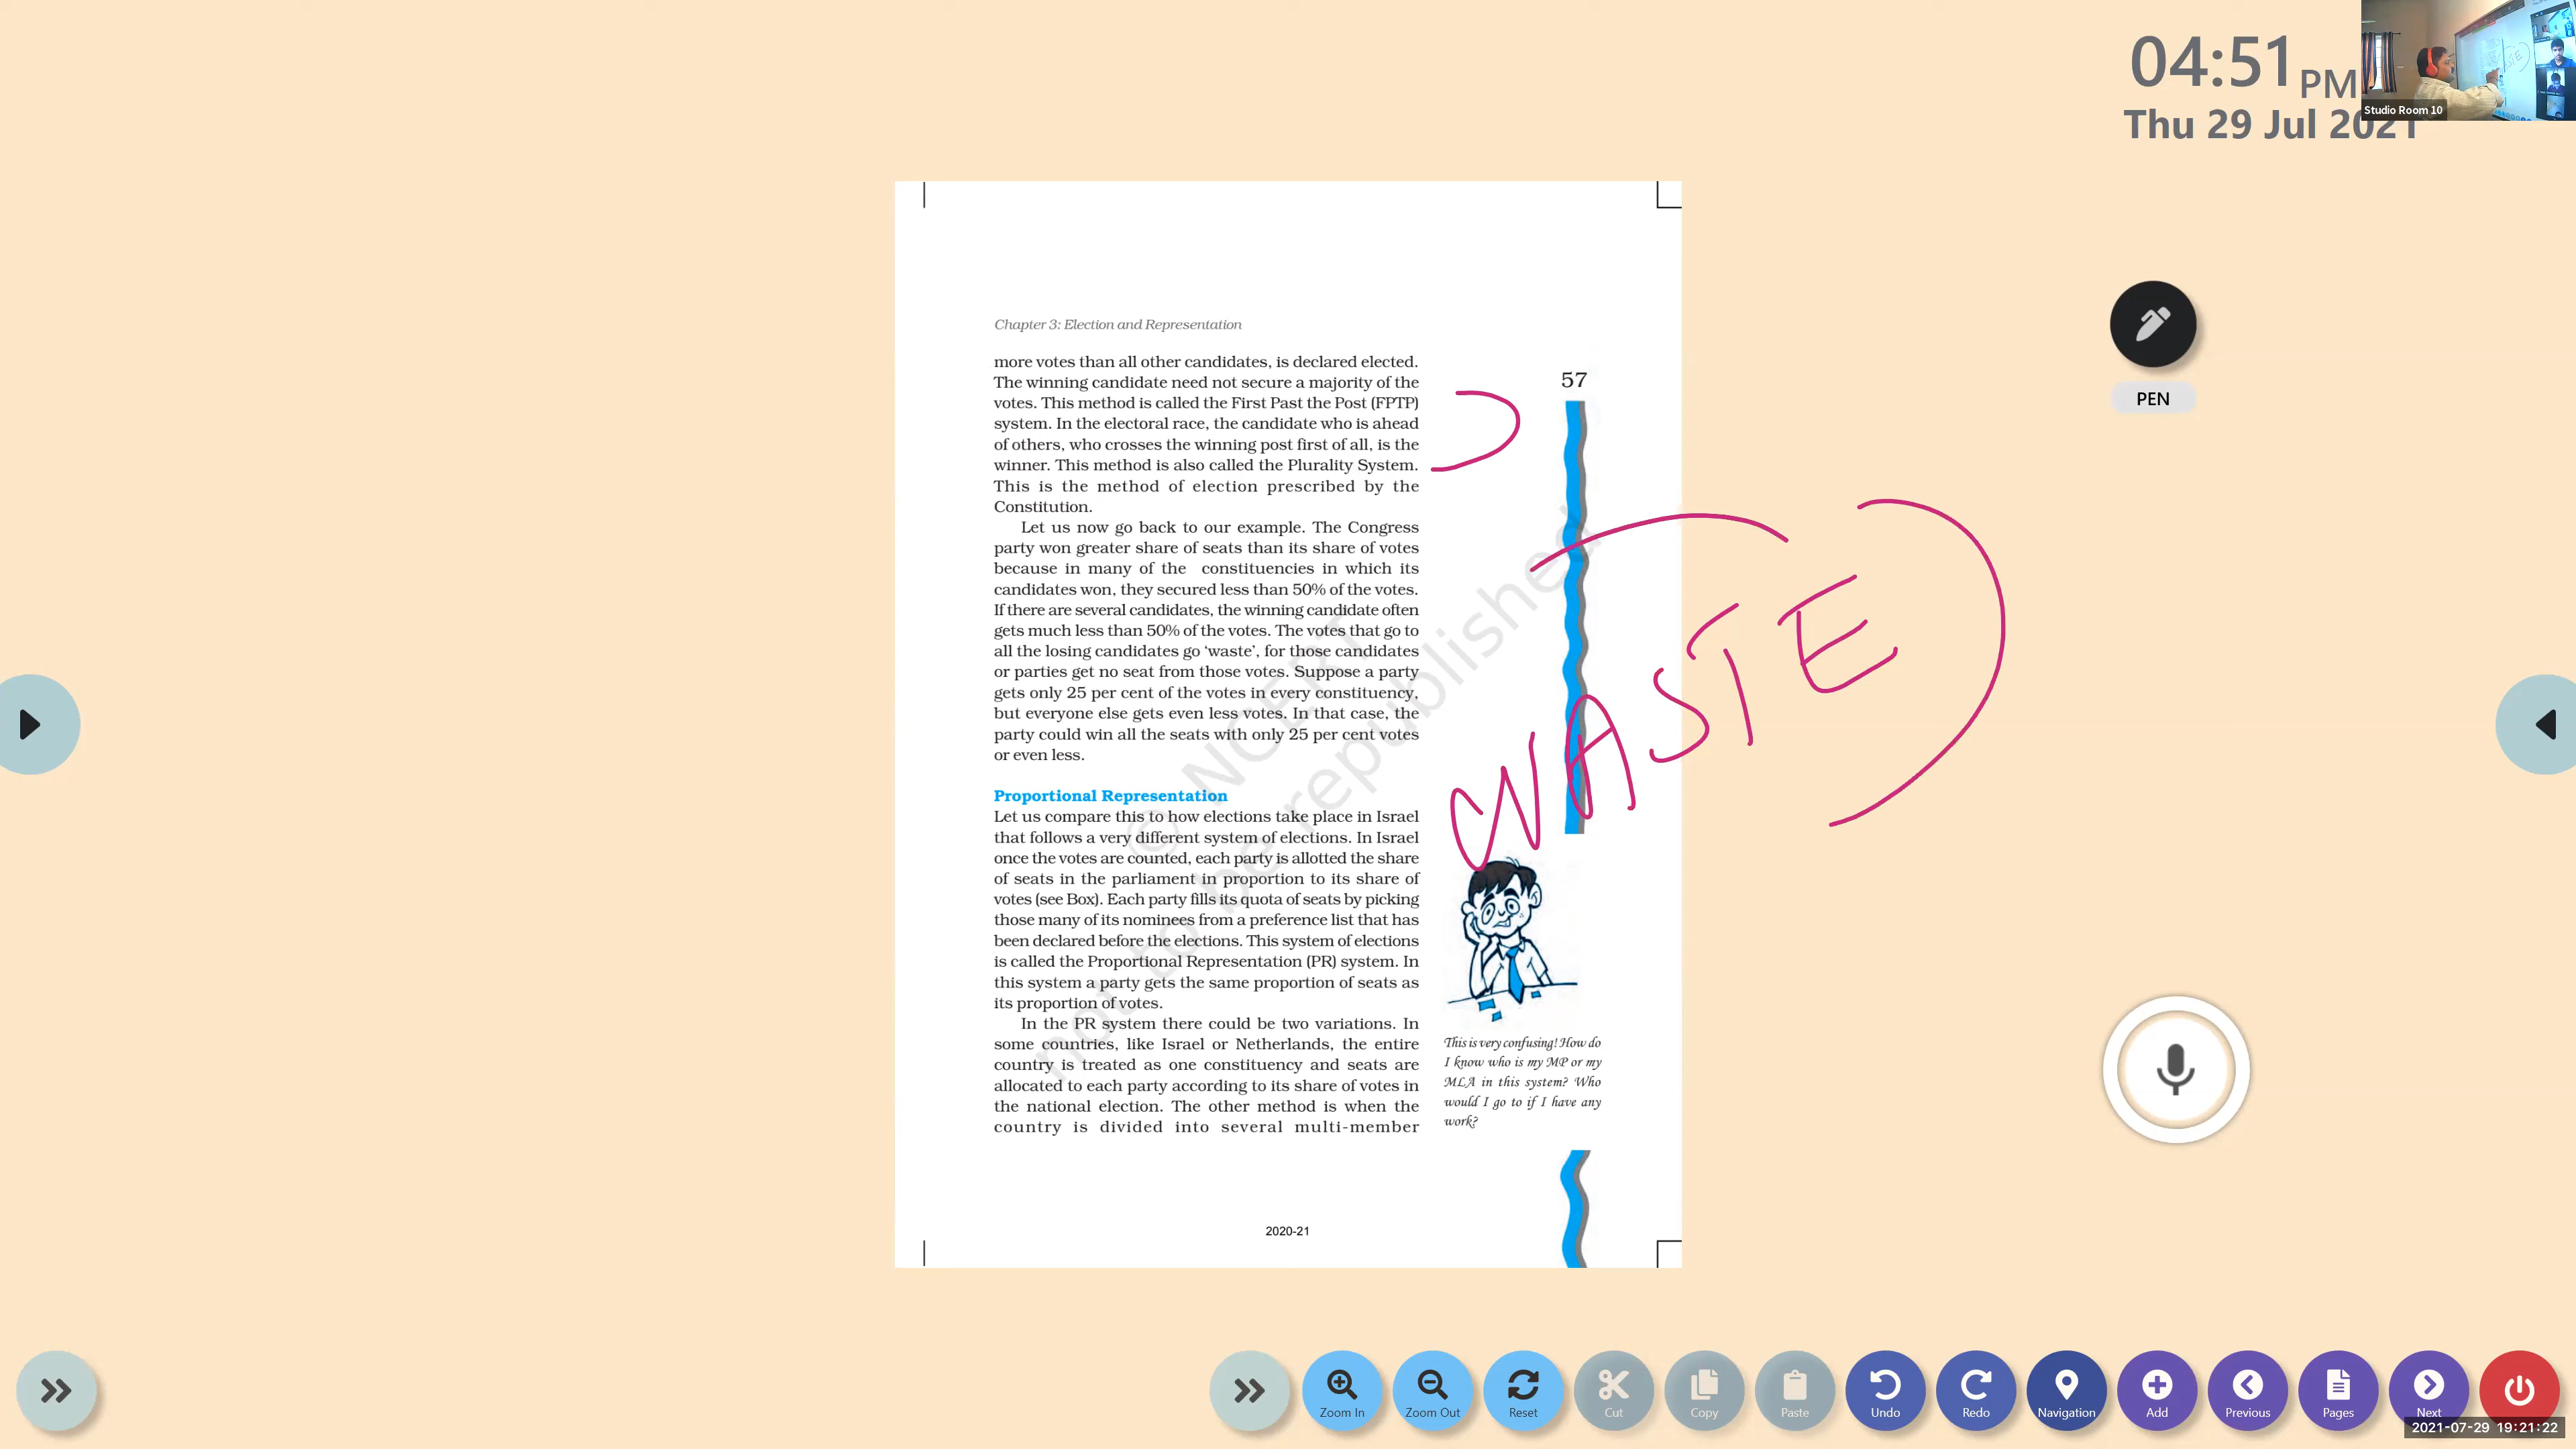 04:51 PM
Thu 29 Jul 2021
Studio Room 10
Chapter 3: Election and Representation
more votes than all other candidates, is declared elected.
The winning candidate need not secure a majority of the
votes. This method is called the First Past the Post (FPTP)
system. In the electoral race, the candidate who is ahead
of others, who crosses the winning post first of all, is the
winner. This method is also called the Plurality System.
This is the method of election prescribed by the
Constitution.
Let us now go back to our example. The Congress
party won greater share of seats than its share of votes
because in many of the constituencies in which its
candidates won, they secured less than 50% of the votes.
If there are several candidates, the winning candidate often
gets much less than 50% of the votes. The votes that go to
all the losing candidates go ‘waste’, for those candidates
or parties get no seat from those votes. Suppose a party
gets only 25 per cent of the votes in every constituency,
but everyone else gets even less votes. In that case, the
party could win all the seats with only 25 per cent votes
or even less.
Proportional Representation
Let us compare this to how elections take place in Israel
that follows a very different system of elections. In Israel
once the votes are counted, each party is allotted the share
of seats in the parliament in proportion to its share of
votes (see Box). Each party fills its quota of seats by picking
those many of its nominees from a preference list that has
been declared before the elections. This system of elections
is called the Proportional Representation (PR) system. In
this system a party gets the same proportion of seats as
its proportion of votes.
In the PR system there could be two variations. In
some countries, like Israel or Netherlands, the entire
country is treated as one constituency and seats are
allocated to each party according to its share of votes in
the national election. The other method is when the
country is divided into several multi-member
57
WASTE
This is very confusing! How do
I know who is my MP or my
MLA in this system? Who
would I go to if I have any
work?
© NCERT
not to be republished
2020-21
PEN
Zoom In
Zoom Out
Reset
Cut
Copy
Paste
Undo
Redo
Navigation
Add
Previous
Pages
Next
2021-07-29 19:21:22